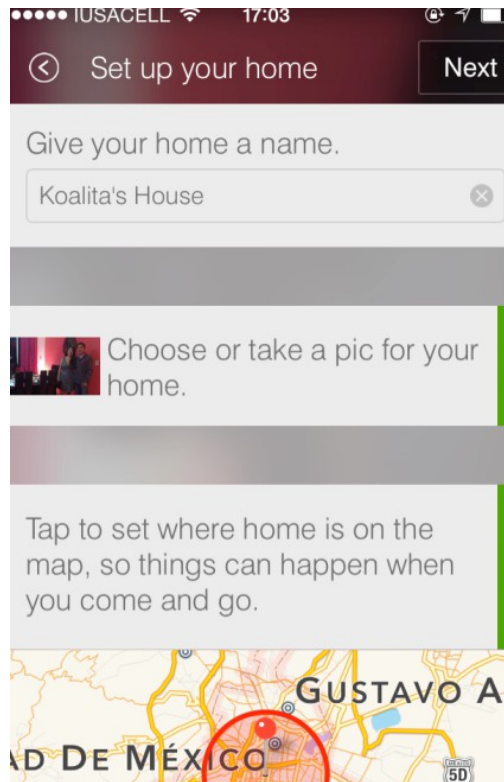 IUSACELL 17:03
Set up your home Next
Give your home a name.
Koalita's House
Choose or take a pic for your
home.
Tap to set where home is on the
map, so things can happen when
you come and go.
GUSTAVO A
AD DE MÉXICO
5D